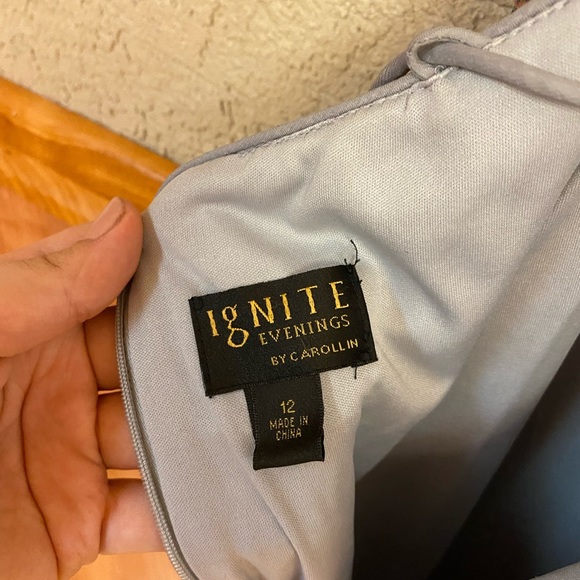 IgNITE
EVENINGS
BY CAROLLIN
12
MADE IN
CHINA